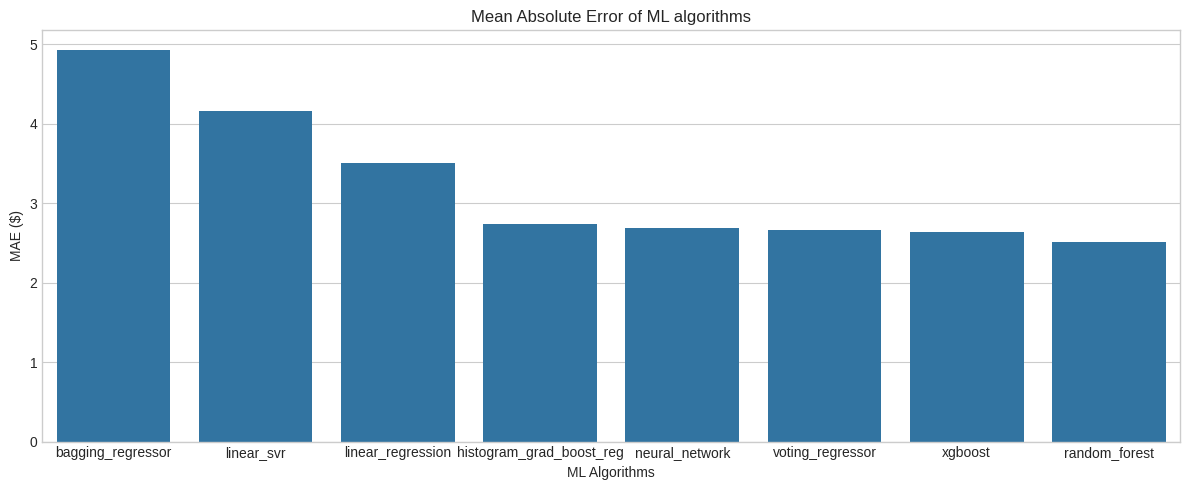 Mean Absolute Error of ML algorithms
MAE ($)
5
4
3
2
1
0
bagging_regressor linear_svr linear_regression histogram_grad_boost_reg neural_network voting_regressor xgboost random_forest
ML Algorithms